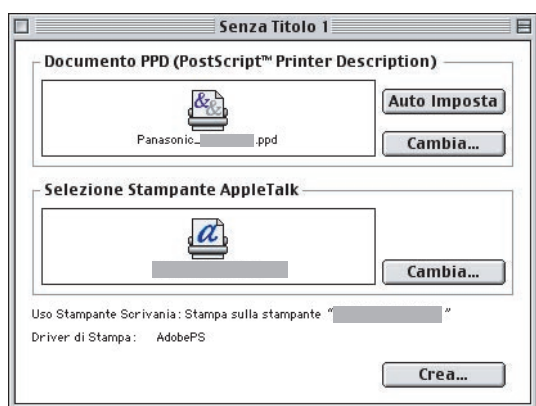 Senza Titolo 1
Documento PPD (PostScript™ Printer Description)
Auto Imposta
Panasonic_ .ppd
Cambia...
Selezione Stampante AppleTalk
Cambia...
Uso Stampante Scrivania: Stampa sulla stampante “ ”
Driver di Stampa: AdobePS
Crea...